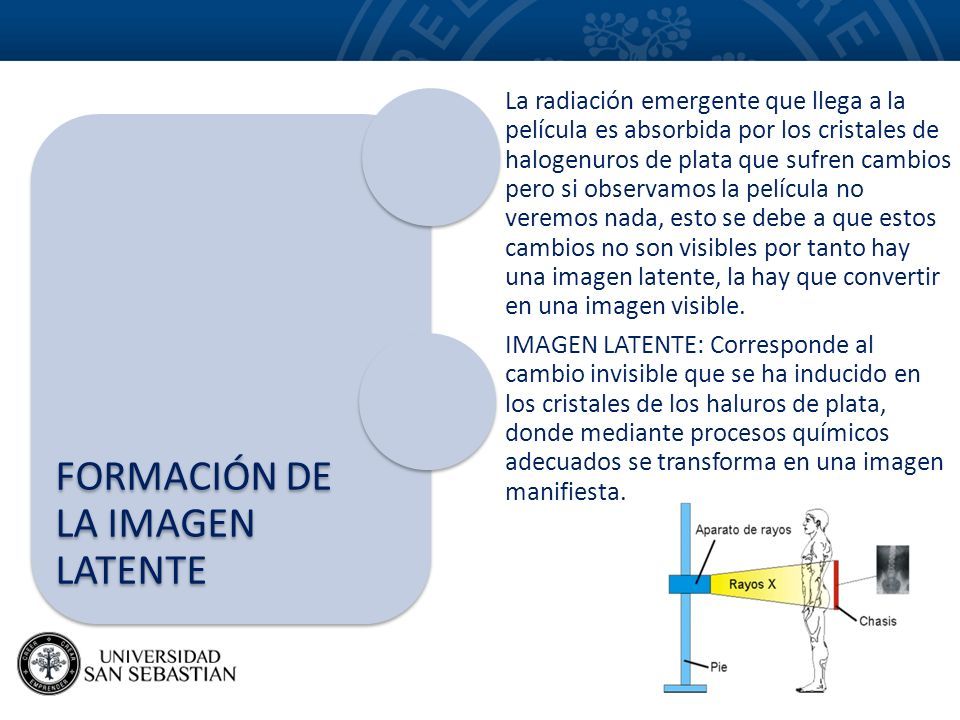 La radiación emergente que llega a la
película es absorbida por los cristales de
halogenuros de plata que sufren cambios
pero si observamos la película no
veremos nada, esto se debe a que estos
cambios no son visibles por tanto hay
una imagen latente, la hay que convertir
en una imagen visible.
IMAGEN LATENTE: Corresponde al
cambio invisible que se ha inducido en
los cristales de los haluros de plata,
donde mediante procesos químicos
adecuados se transforma en una imagen
manifiesta.
FORMACIÓN DE
LA IMAGEN
LATENTE
Aparato de rayos
Rayos X
Chasis
Pie
CREER CREAR
EMPRENDER
UNIVERSIDAD
SAN SEBASTIAN